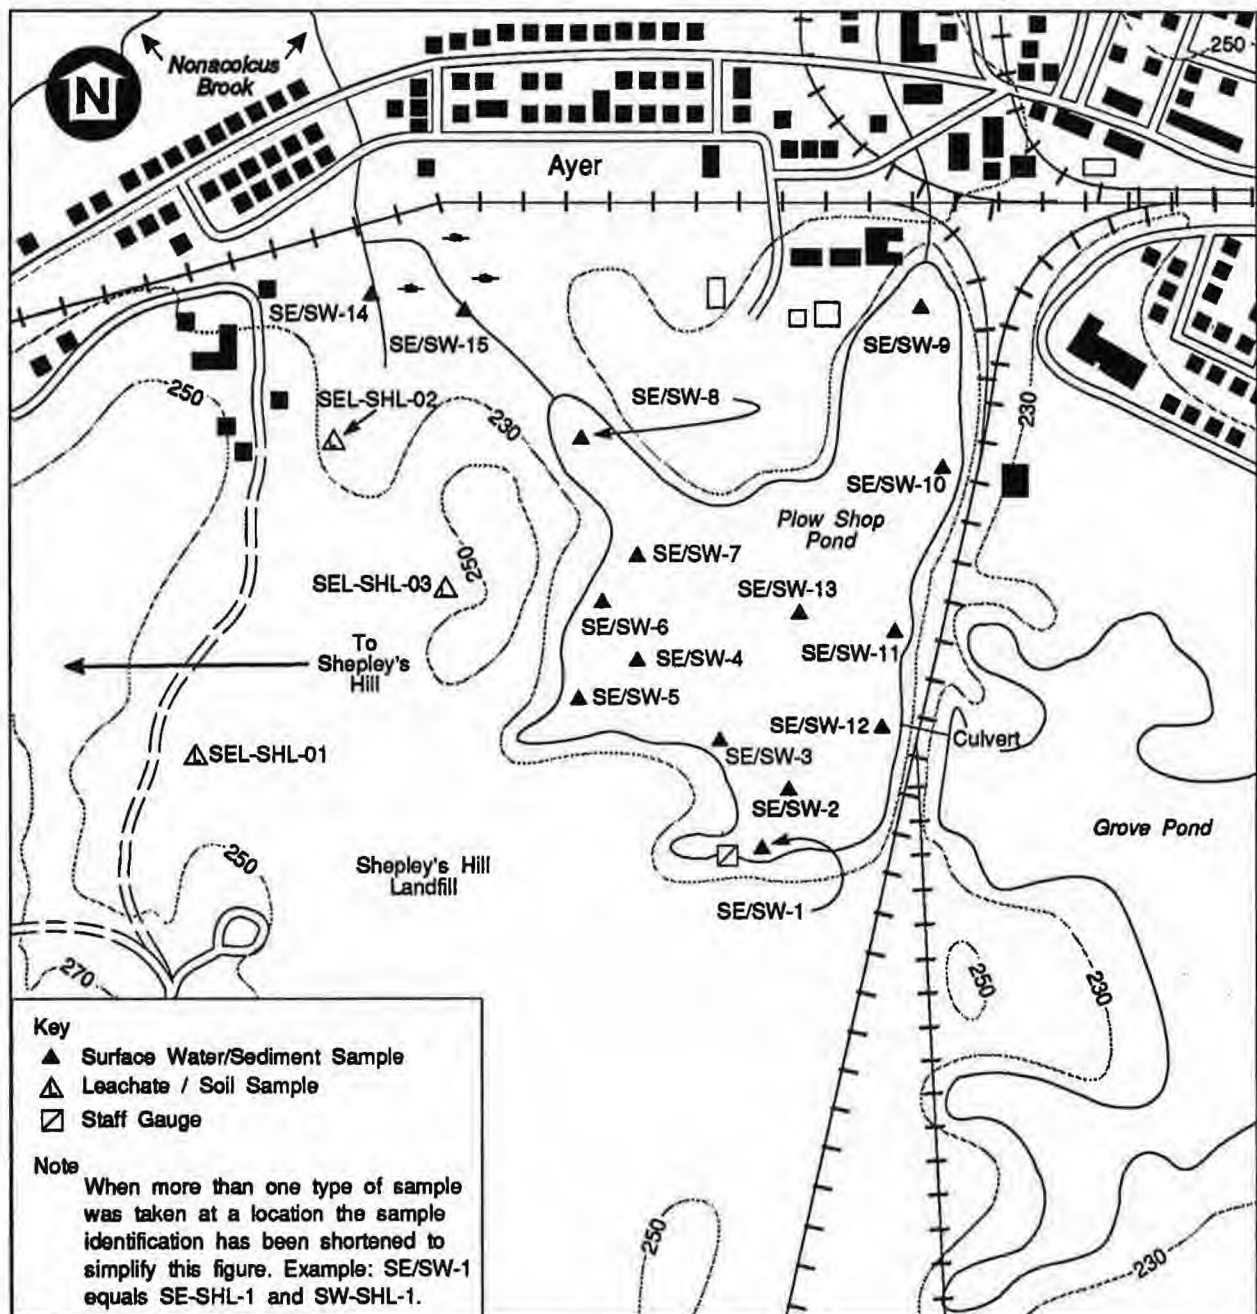 N
Nonacoicus
Brook
250
Ayer
SE/SW-14
SE/SW-15
SE/SW-9
SE/SW-8
SEL-SHL-02
250
230
230
SE/SW-10
Plow Shop
Pond
SE/SW-7
SE/SW-13
250
SEL-SHL-03
SE/SW-6
SE/SW-11
To
Shepley's
Hill
SE/SW-4
SE/SW-5
SE/SW-12
Culvert
SEL-SHL-01
SE/SW-3
SE/SW-2
Grove Pond
250
Shepley's Hill
Landfill
SE/SW-1
270
250
230
Key
Surface Water/Sediment Sample
Leachate / Soil Sample
Staff Gauge
Note
When more than one type of sample
was taken at a location the sample
identification has been shortened to
simplify this figure. Example: SE/SW-1
equals SE-SHL-1 and SW-SHL-1.
250
230